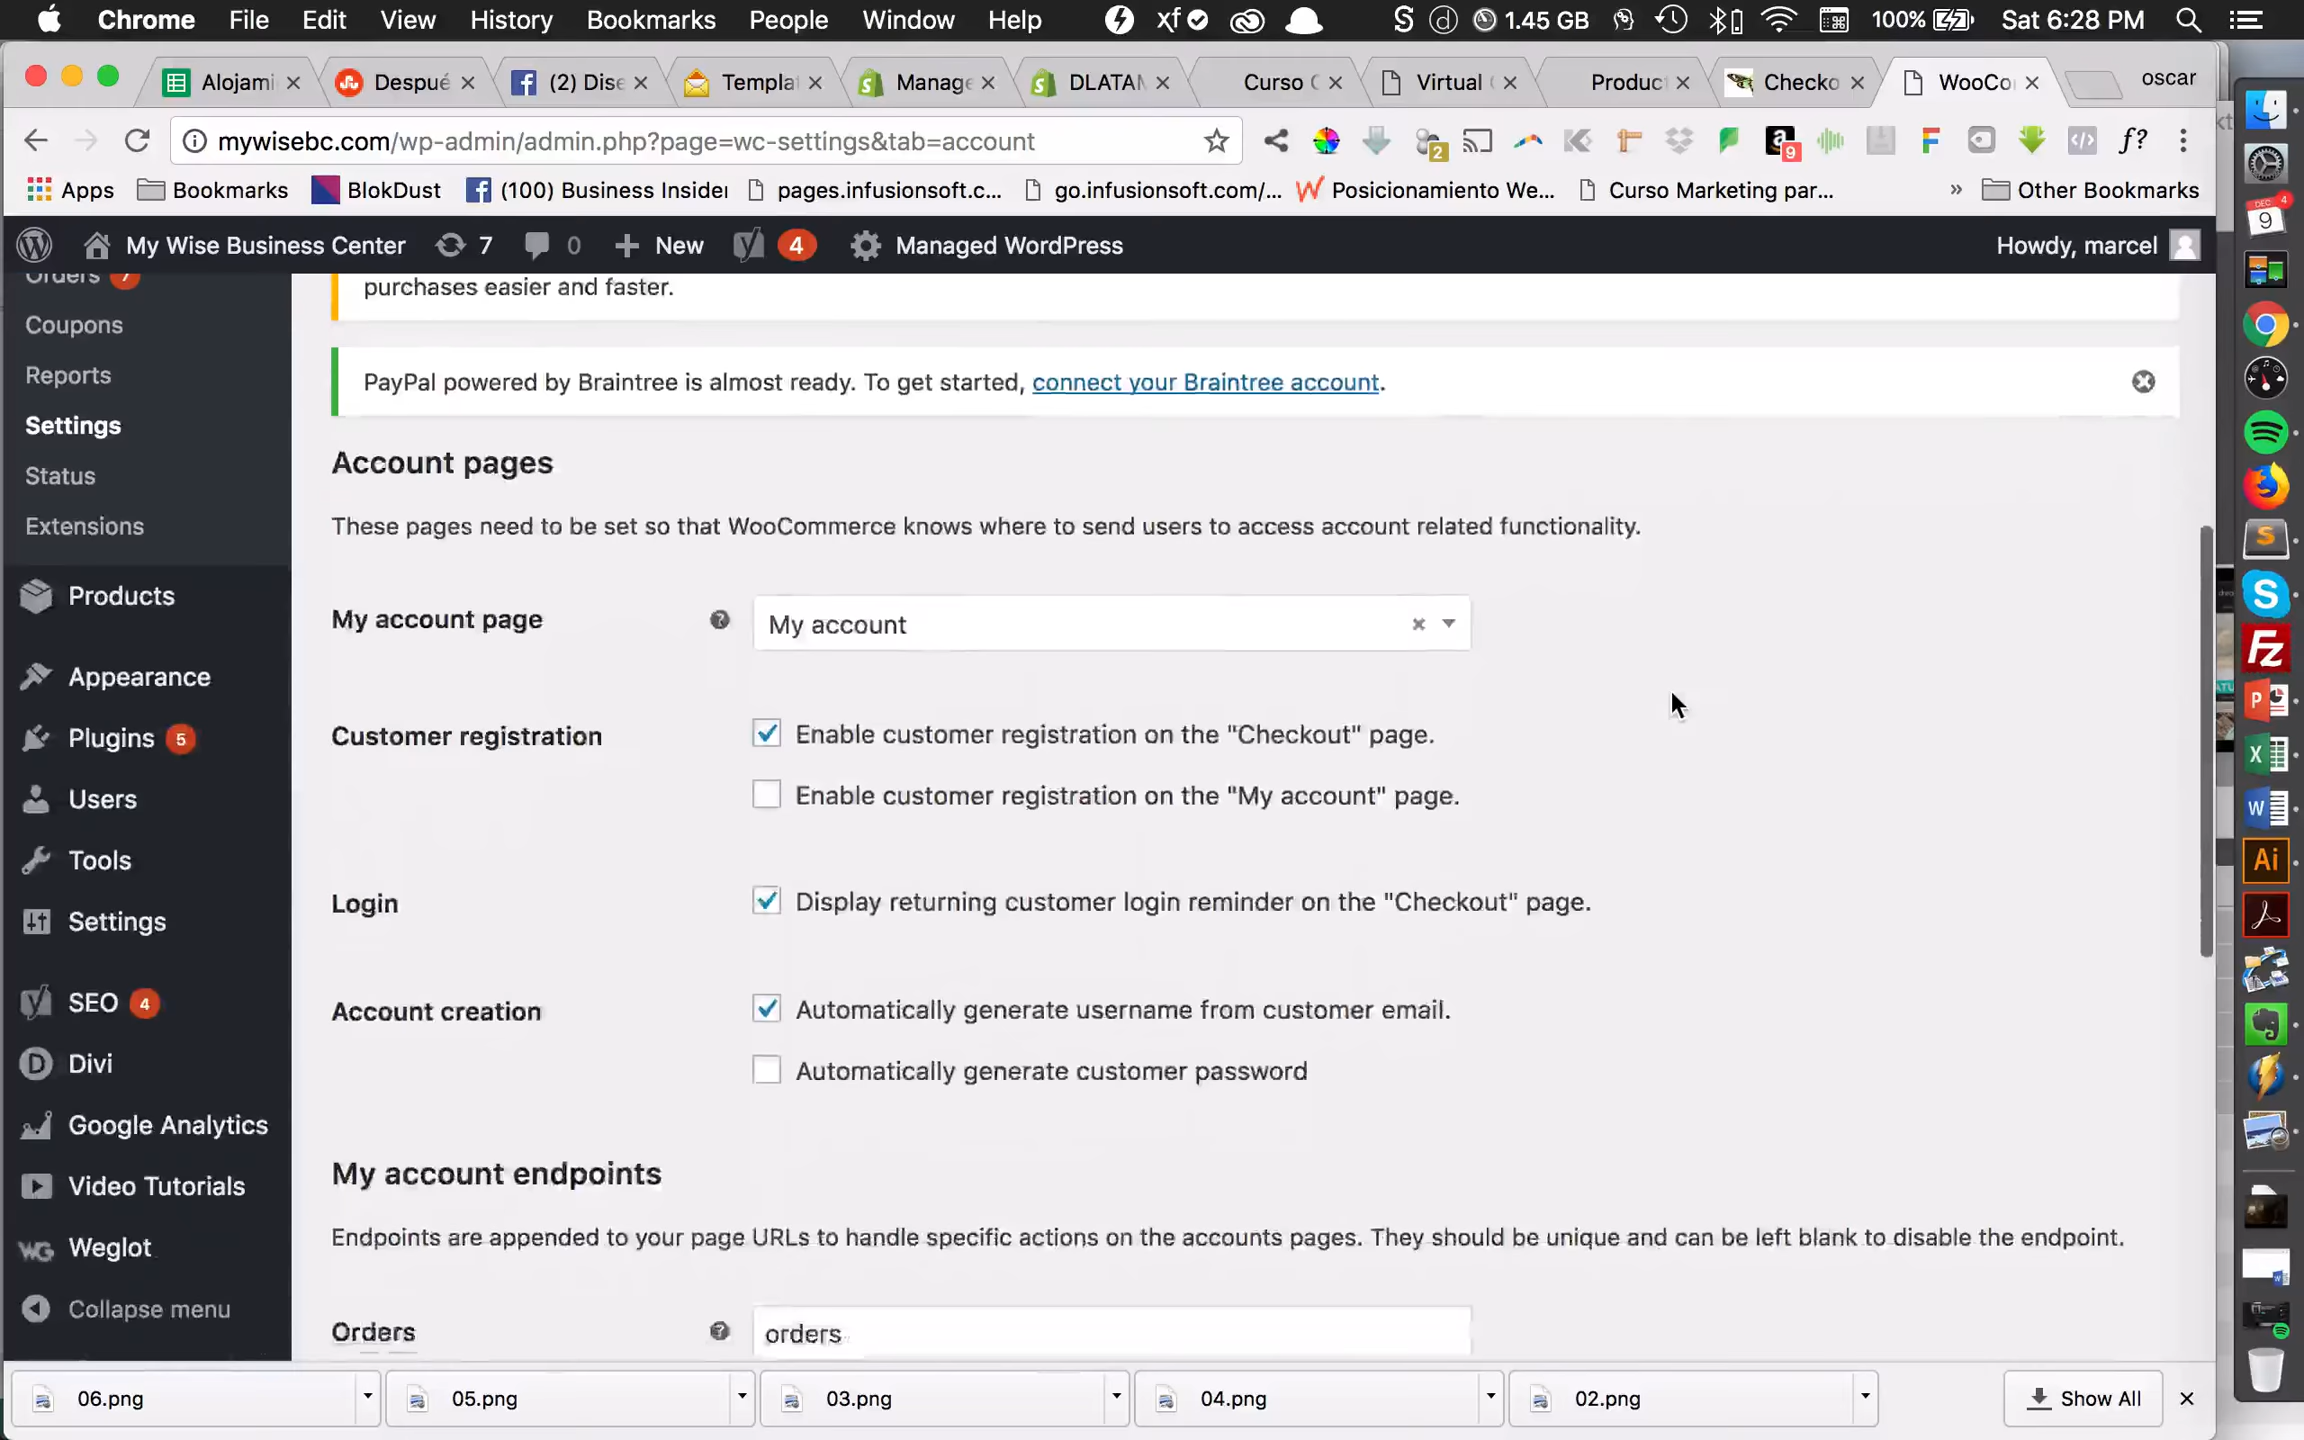 Chrome File Edit View History Bookmarks People Window Help xf S d 1.45 GB 100% Sat 6:28 PM
Alojami Despué (2) Dise Templa Manage DLATAM Curso Virtual Produc Checko WooCo oscar
mywisebc.com/wp-admin/admin.php?page=wc-settings&tab=account 2 9 F f?
Apps Bookmarks BlokDust (100) Business Insider pages.infusionsoft.c... go.infusionsoft.com/... Posicionamiento We... Curso Marketing par... » Other Bookmarks
My Wise Business Center 7 0 + New 4 Managed WordPress Howdy, marcel
Orders 7
purchases easier and faster.
Coupons
Reports
PayPal powered by Braintree is almost ready. To get started, connect your Braintree account.
Settings
Account pages
Status
Extensions
These pages need to be set so that WooCommerce knows where to send users to access account related functionality.
Products
My account page My account
Appearance
Plugins 5
Customer registration Enable customer registration on the "Checkout" page.
Users
Enable customer registration on the "My account" page.
Tools
Login Display returning customer login reminder on the "Checkout" page.
Settings
SEO 4
Account creation Automatically generate username from customer email.
Divi
Automatically generate customer password
Google Analytics
My account endpoints
Video Tutorials
Endpoints are appended to your page URLs to handle specific actions on the accounts pages. They should be unique and can be left blank to disable the endpoint.
WG Weglot
Collapse menu
Orders orders
06.png 05.png 03.png 04.png 02.png Show All
DEC 4
9
S
S
Fz
P
X
W
Ai